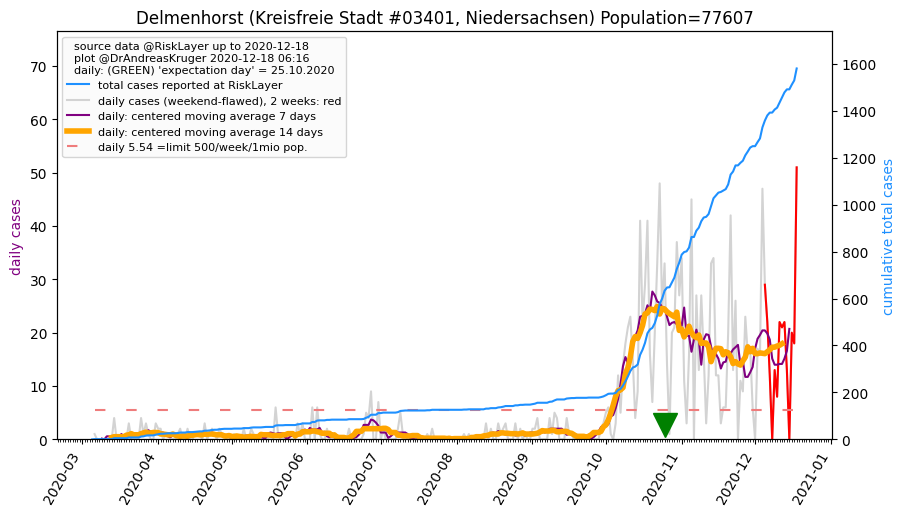 Delmenhorst (Kreisfreie Stadt #03401, Niedersachsen) Population=77607
source data @RiskLayer up to 2020-12-18
plot @DrAndreasKruger 2020-12-18 06:16
daily: (GREEN) 'expectation day' = 25.10.2020
total cases reported at RiskLayer
daily cases (weekend-flawed), 2 weeks: red
daily: centered moving average 7 days
daily: centered moving average 14 days
daily 5.54 =limit 500/week/1mio pop.
daily cases
70
60
50
40
30
20
10
0
1600
1400
1200
1000
800
600
400
200
0
cumulative total cases
2020-03
2020-04
2020-05
2020-06
2020-07
2020-08
2020-09
2020-10
2020-11
2020-12
2021-01